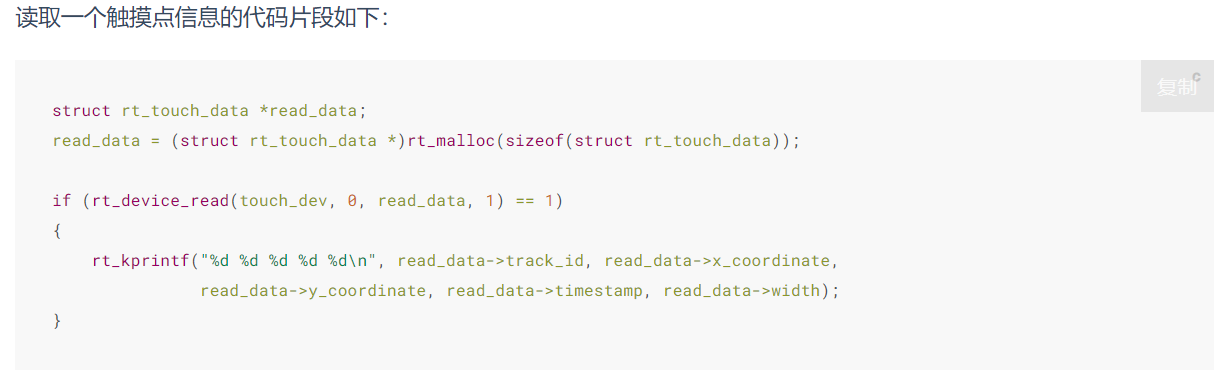 读取一个触摸点信息的代码片段如下：
复制
c
struct rt_touch_data *read_data;
read_data = (struct rt_touch_data *)rt_malloc(sizeof(struct rt_touch_data));
if (rt_device_read(touch_dev, 0, read_data, 1) == 1)
{
    rt_kprintf("%d %d %d %d %d\n", read_data->track_id, read_data->x_coordinate,
               read_data->y_coordinate, read_data->timestamp, read_data->width);
}